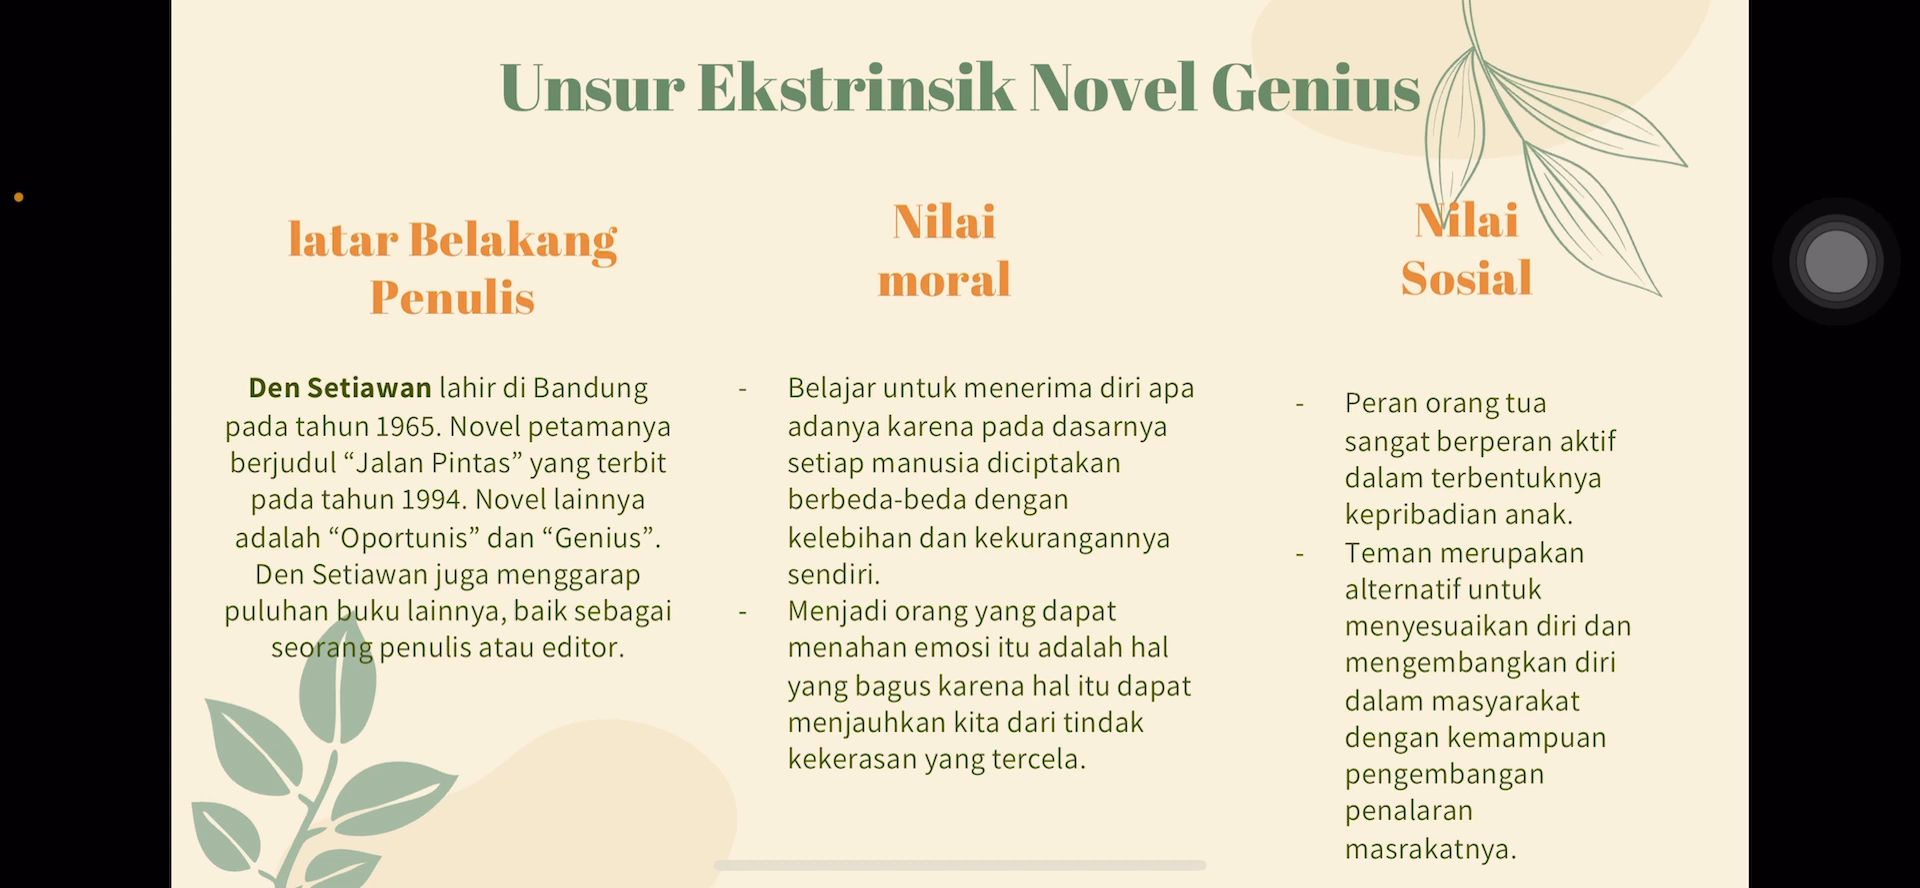 Unsur Ekstrinsik Novel Genius
latar Belakang
Penulis
Den Setiawan lahir di Bandung
pada tahun 1965. Novel petamanya
berjudul “Jalan Pintas” yang terbit
pada tahun 1994. Novel lainnya
adalah “Oportunis” dan “Genius”.
Den Setiawan juga menggarap
puluhan buku lainnya, baik sebagai
seorang penulis atau editor.
Nilai
moral
- Belajar untuk menerima diri apa
adanya karena pada dasarnya
setiap manusia diciptakan
berbeda-beda dengan
kelebihan dan kekurangannya
sendiri.
- Menjadi orang yang dapat
menahan emosi itu adalah hal
yang bagus karena hal itu dapat
menjauhkan kita dari tindak
kekerasan yang tercela.
Nilai
Sosial
- Peran orang tua
sangat berperan aktif
dalam terbentuknya
kepribadian anak.
- Teman merupakan
alternatif untuk
menyesuaikan diri dan
mengembangkan diri
dalam masyarakat
dengan kemampuan
pengembangan
penalaran
masrakatnya.